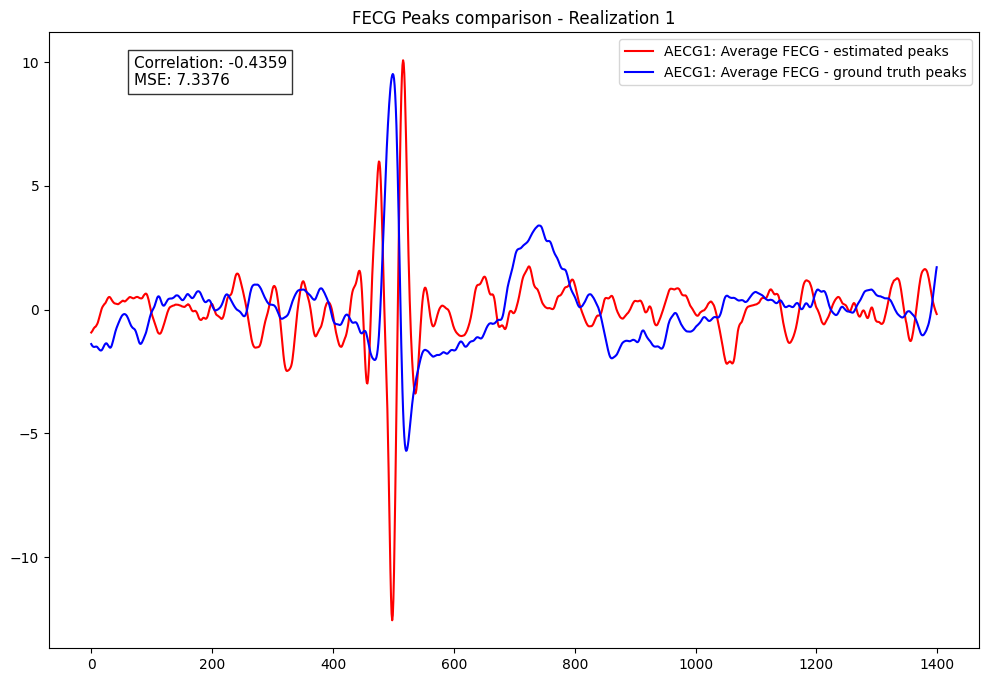 FECG Peaks comparison - Realization 1
Correlation: -0.4359
MSE: 7.3376
AECG1: Average FECG - estimated peaks
AECG1: Average FECG - ground truth peaks
10
5
0
−5
−10
0
200
400
600
800
1000
1200
1400